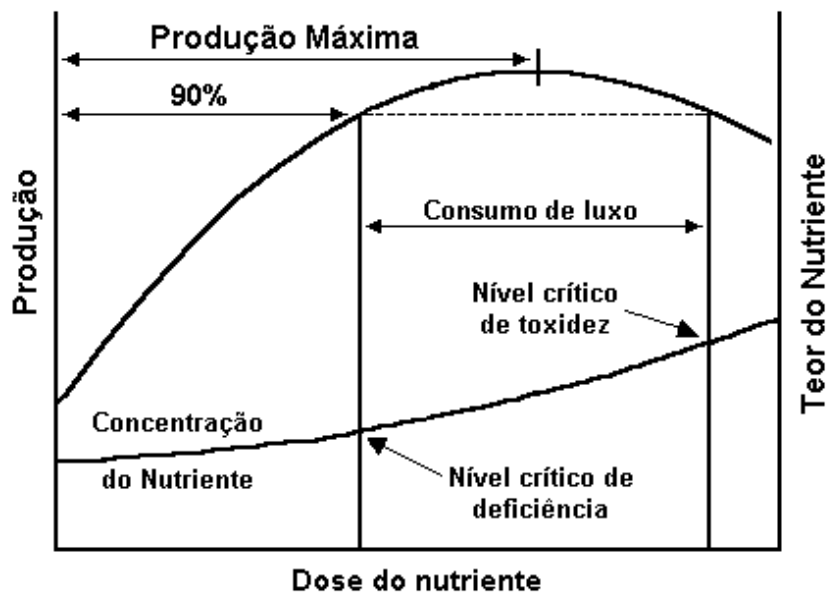 Produção Máxima
90%
Consumo de luxo
Nível crítico
de toxidez
Concentração
do Nutriente
Nível crítico de
deficiência
Produção
Teor do Nutriente
Dose do nutriente